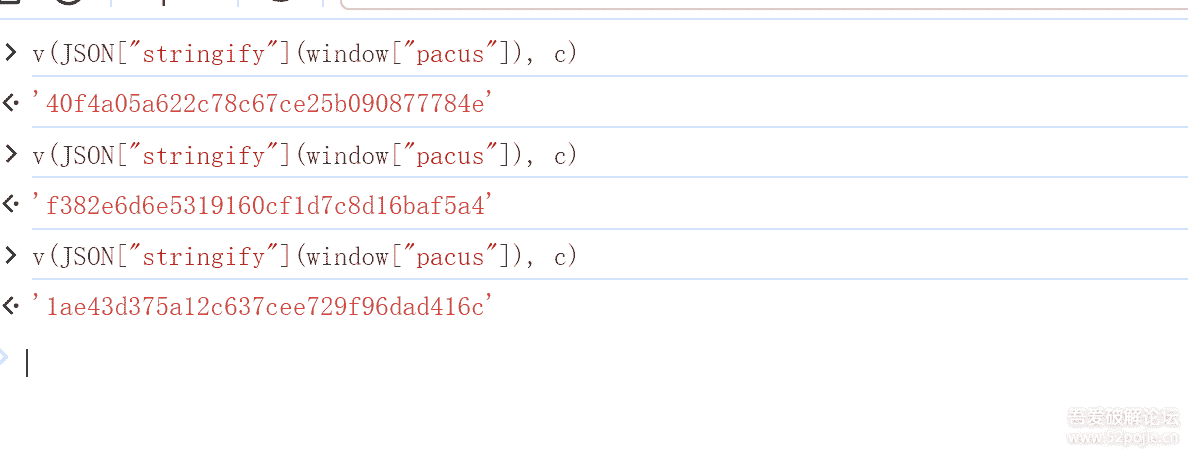 v(JSON["stringify"](window["pacus"]), c)
'40f4a05a622c78c67ce25b090877784e'
v(JSON["stringify"](window["pacus"]), c)
'f382e6d6e5319160cf1d7c8d16baf5a4'
v(JSON["stringify"](window["pacus"]), c)
'1ae43d375a12c637cee729f96dad416c'
吾爱破解论坛
www.52pojie.cn